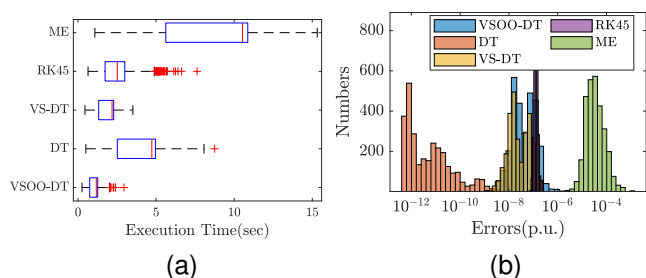 ME
RK45
VS-DT
DT
VSOO-DT
0 5 10 15
Execution Time(sec)
(a)
800
600
400
200
Numbers
VSOO-DT RK45
DT ME
VS-DT
10⁻¹² 10⁻¹⁰ 10⁻⁸ 10⁻⁶ 10⁻⁴
Errors(p.u.)
(b)